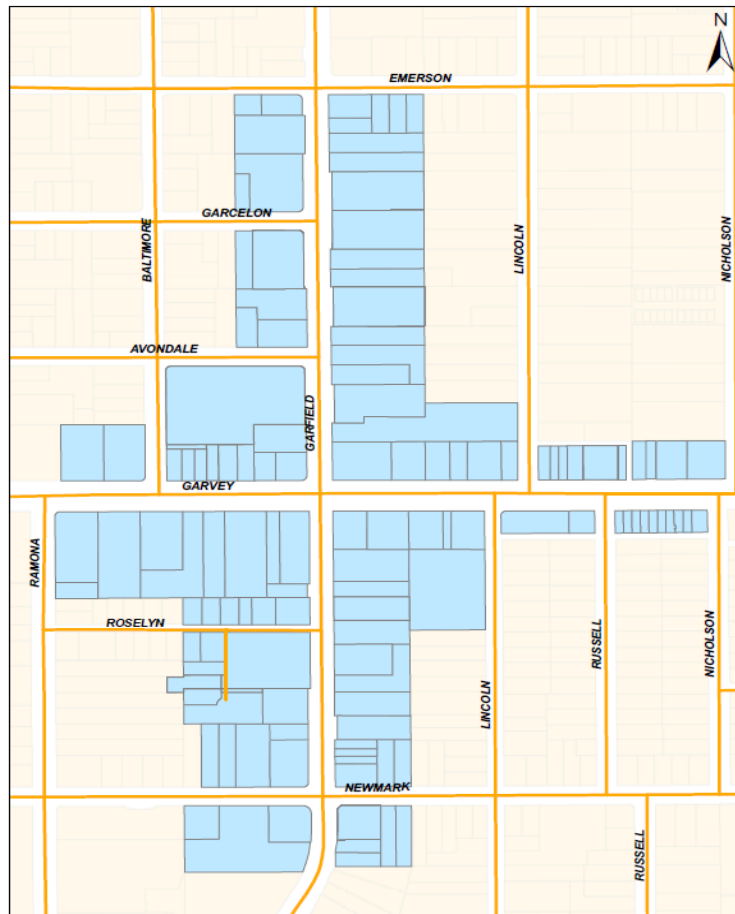 N
EMERSON
GARCELON
BALTIMORE
LINCOLN
NICHOLSON
AVONDALE
GARFIELD
GARVEY
RAMONA
ROSELYN
RUSSELL
NICHOLSON
LINCOLN
NEWMARK
RUSSELL